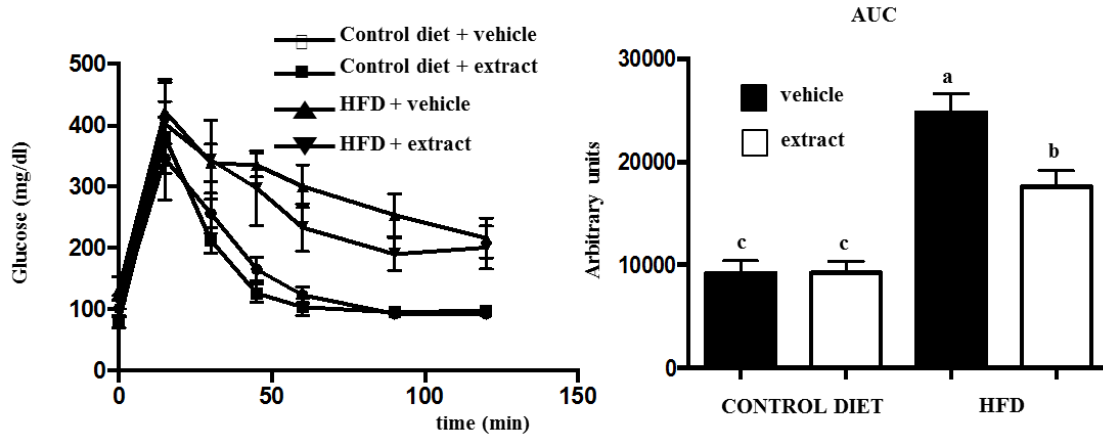 Control diet + vehicle
Control diet + extract
HFD + vehicle
HFD + extract
500
400
300
200
100
0
Glucose (mg/dl)
0
50
100
150
time (min)
AUC
30000
20000
10000
0
Arbitrary units
vehicle
extract
c
c
a
b
CONTROL DIET
HFD